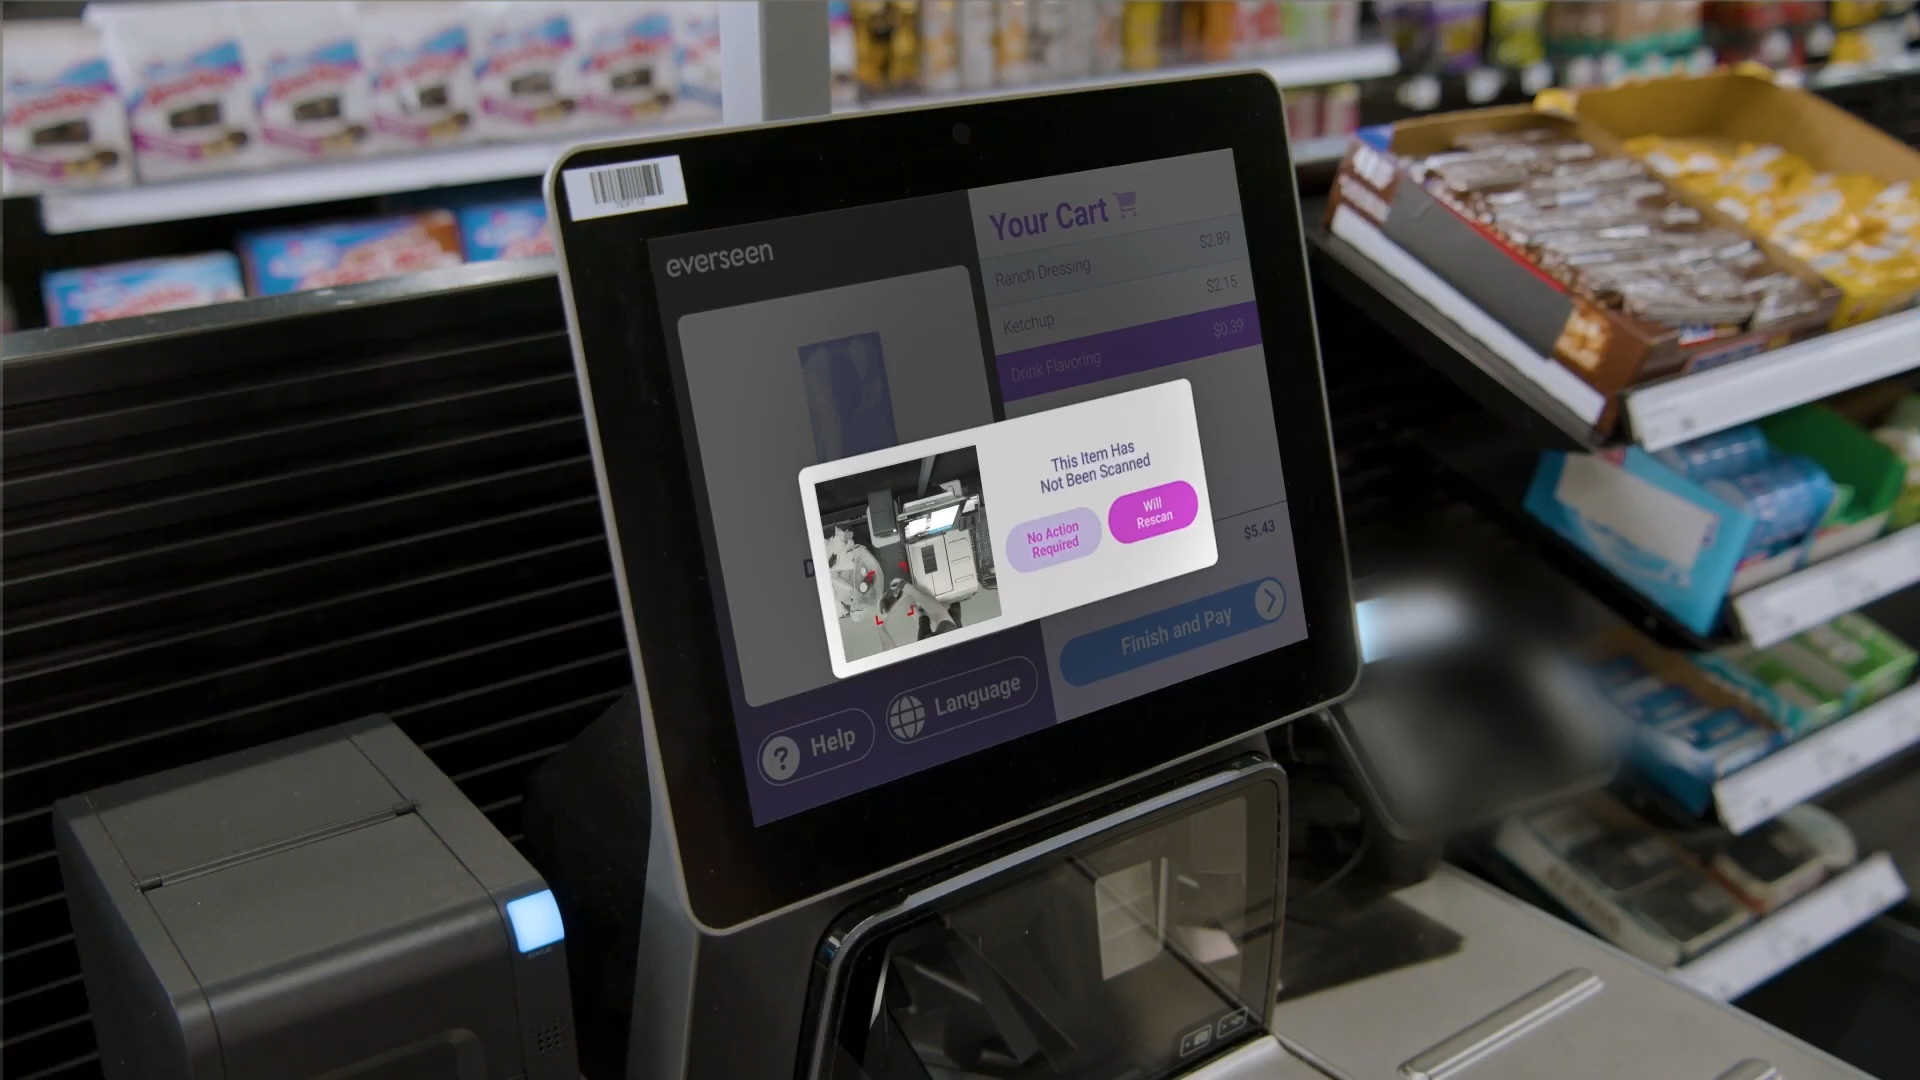 everseen
Your Cart
Ranch Dressing $2.89
Ketchup $2.15
Drink Flavoring $0.39
This Item Has
Not Been Scanned
No Action
Required
Will
Rescan
$5.43
Finish and Pay
? Help
Language